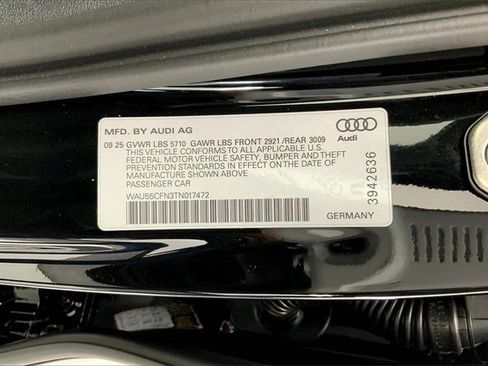 MFD. BY AUDI AG
09 25 GVWR LBS 5710 GAWR LBS FRONT 2921 /REAR 3009
THIS VEHICLE CONFORMS TO ALL APPLICABLE U.S.
FEDERAL MOTOR VEHICLE SAFETY, BUMPER AND THEFT
PREVENTION STANDARDS IN EFFECT ON THE DATE OF
MANUFACTURE SHOWN ABOVE
PASSENGER CAR
WAU55CFN3TN017472
Audi
3942636
GERMANY